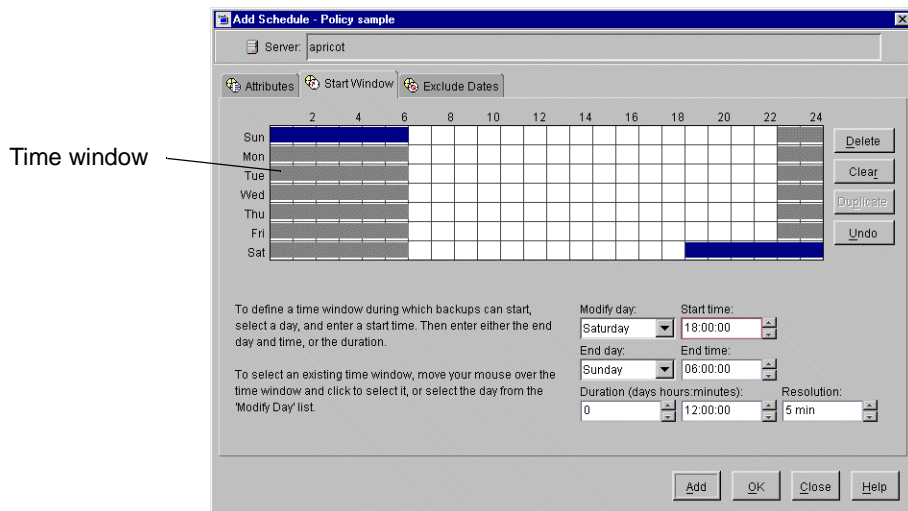 Add Schedule - Policy sample
Server: apricot
Attributes Start Window Exclude Dates
2 4 6 8 10 12 14 16 18 20 22 24
Sun
Mon
Tue
Wed
Thu
Fri
Sat
Time window
Delete
Clear
Duplicate
Undo
To define a time window during which backups can start,
select a day, and enter a start time. Then enter either the end
day and time, or the duration.
To select an existing time window, move your mouse over the
time window and click to select it, or select the day from the
'Modify Day' list.
Modify day: Start time:
Saturday 18:00:00
End day: End time:
Sunday 06:00:00
Duration (days hours:minutes): Resolution:
0 12:00:00 5 min
Add OK Close Help